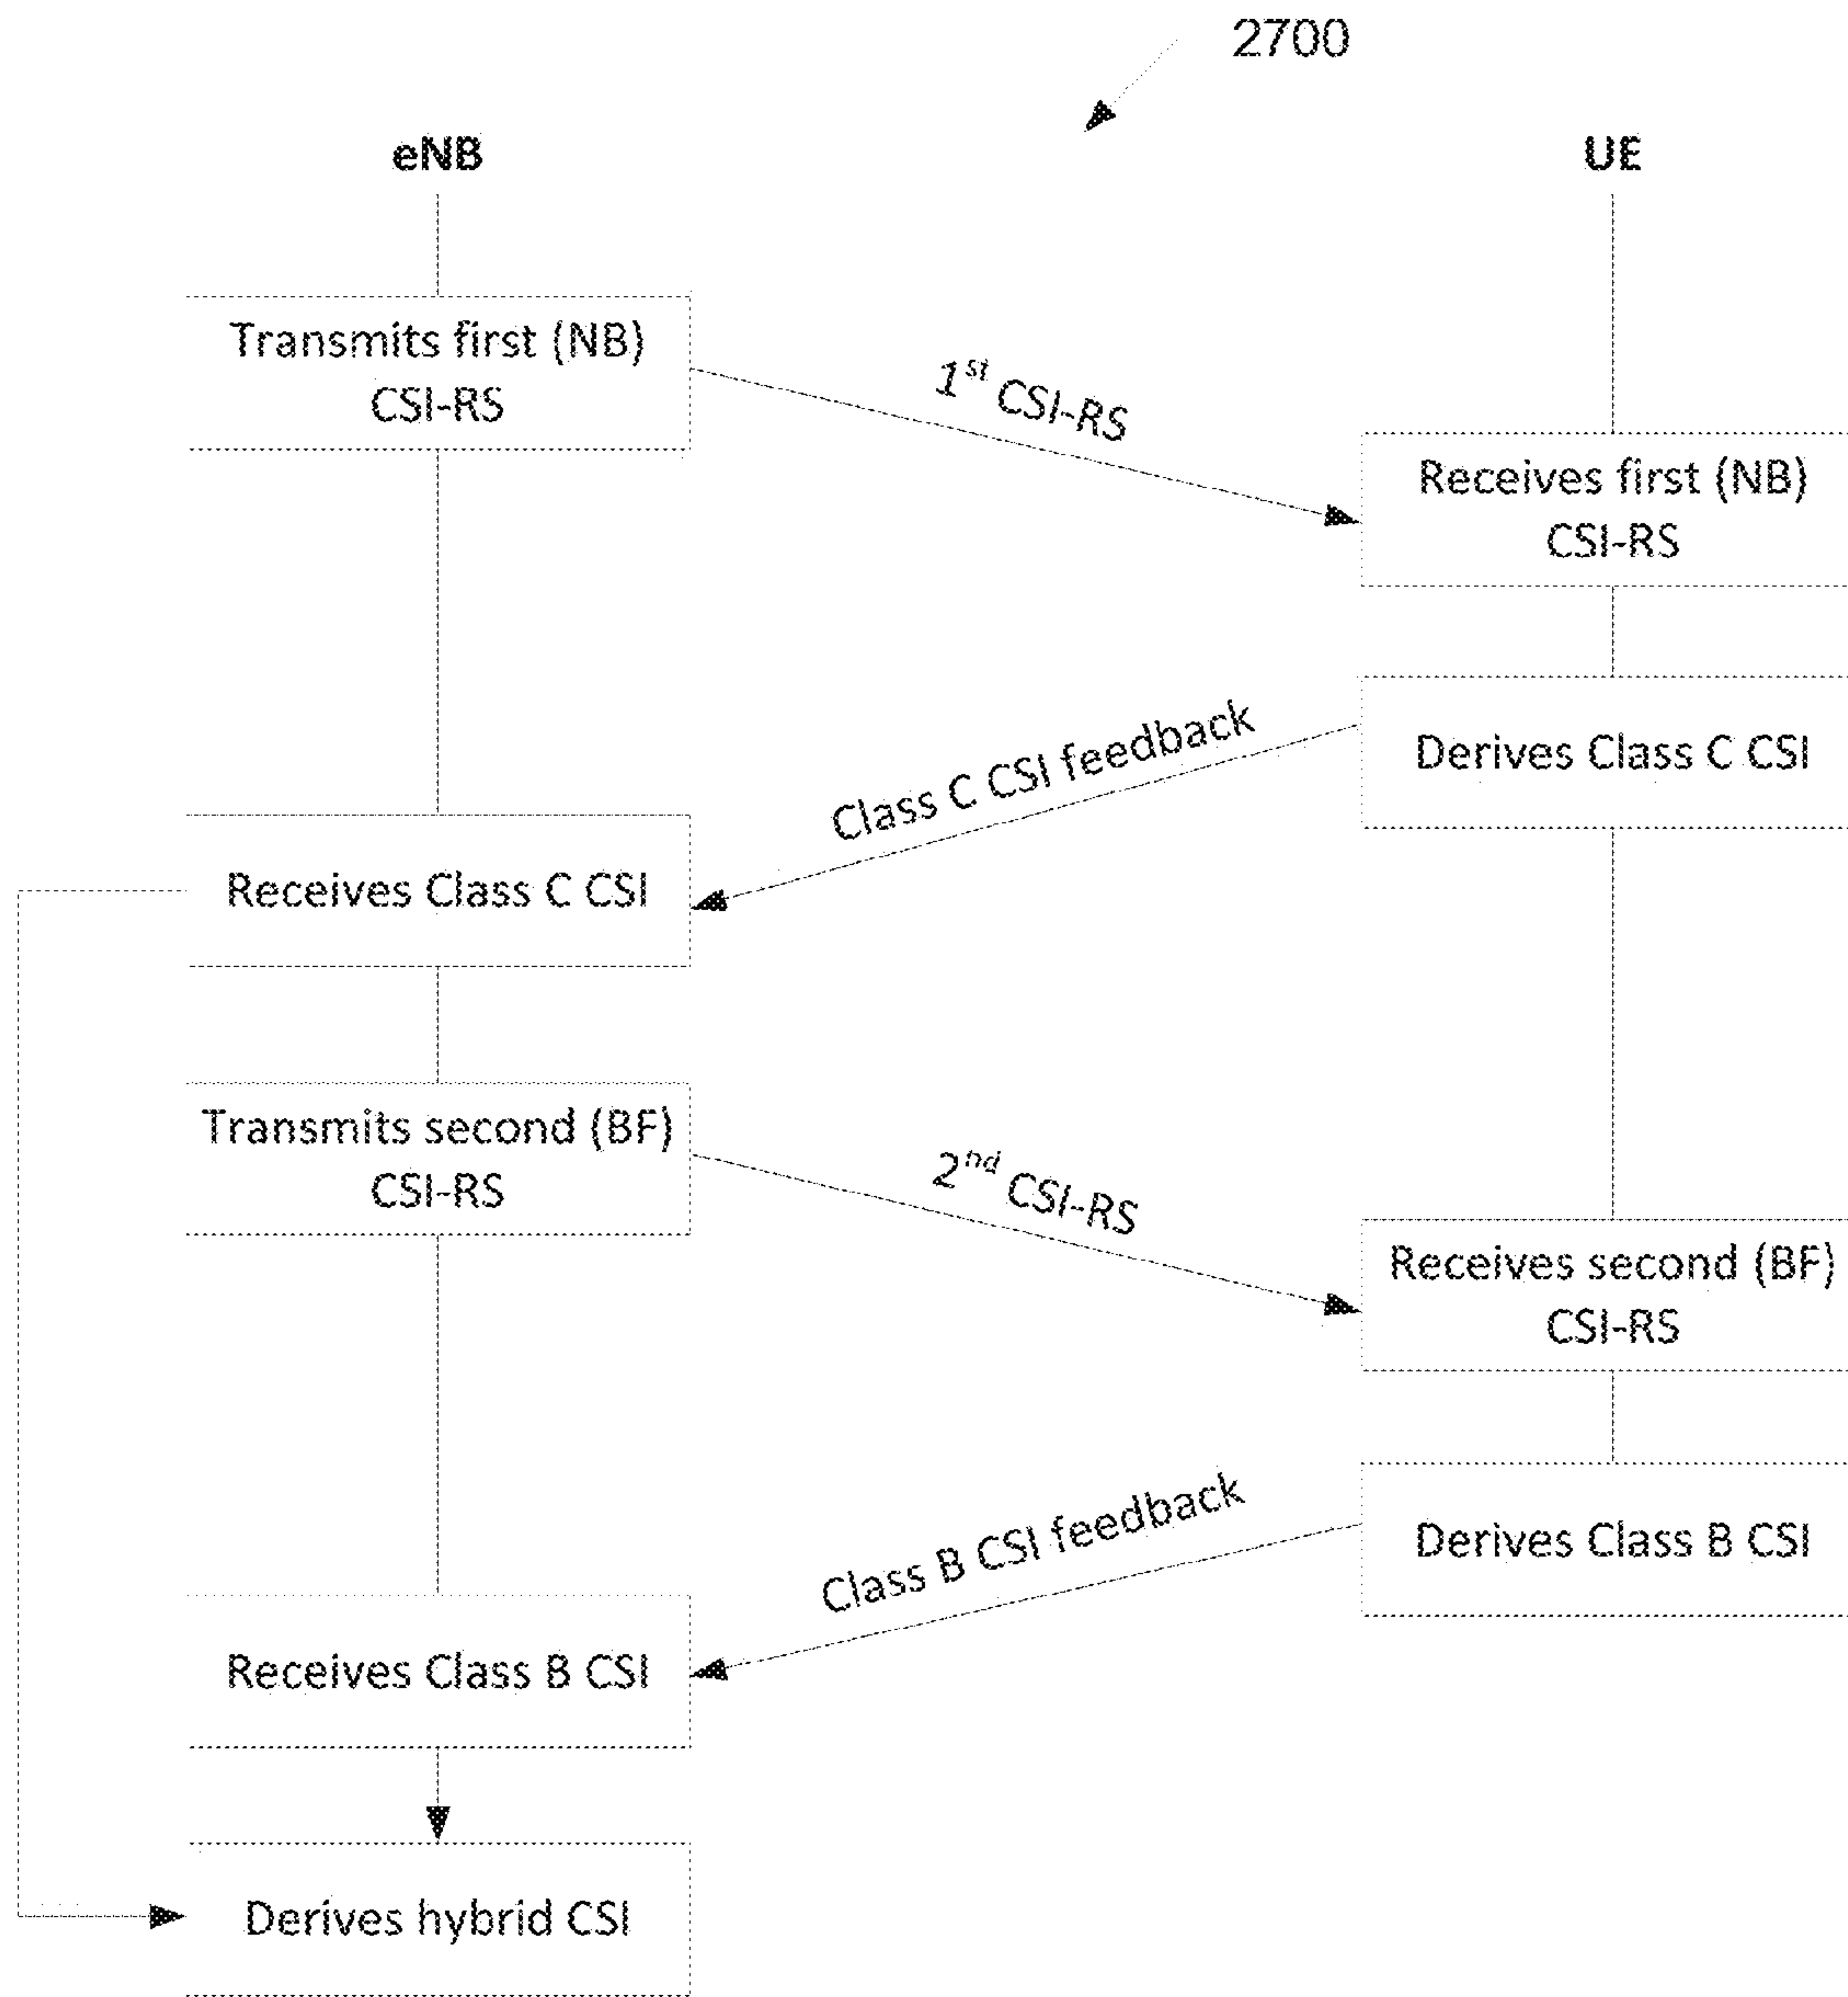 2700
eNB
UE
Transmits first (NB)
CSI-RS
1st CSI-RS
Receives first (NB)
CSI-RS
Derives Class C CSI
Class C CSI feedback
Receives Class C CSI
Transmits second (BF)
CSI-RS
2nd CSI-RS
Receives second (BF)
CSI-RS
Derives Class B CSI
Class B CSI feedback
Receives Class B CSI
Derives hybrid CSI